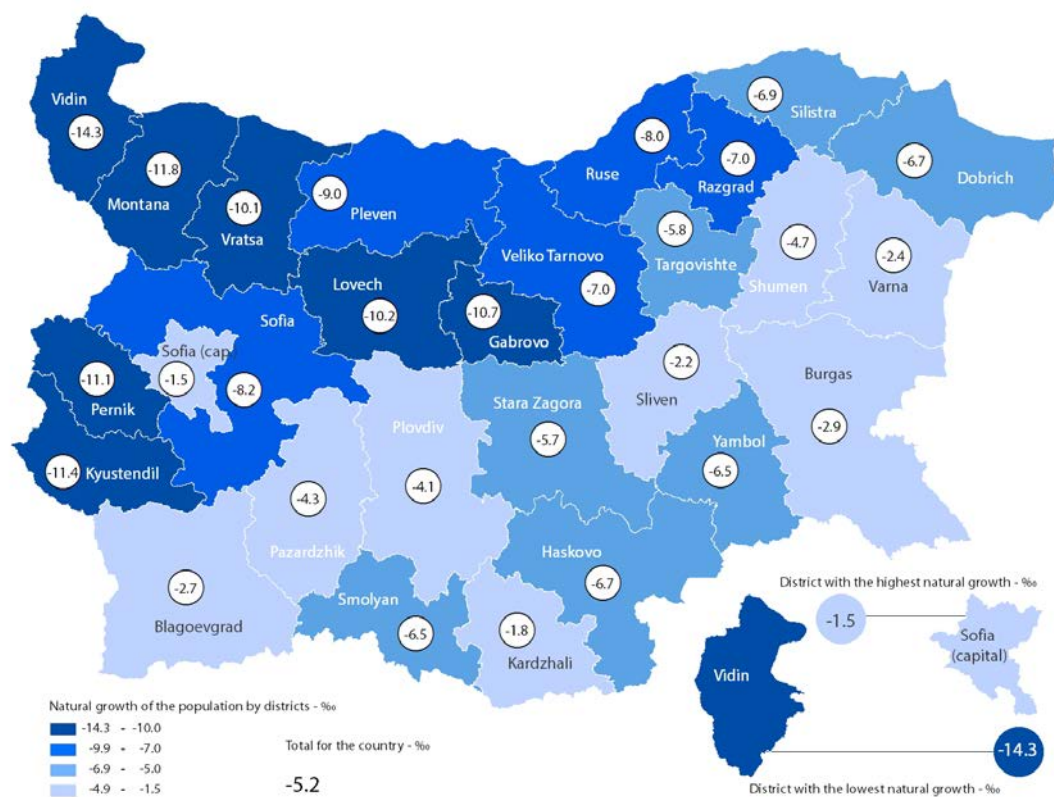 Vidin
-14.3
Montana
-11.8
Vratsa
-10.1
Pleven
-9.0
Ruse
-8.0
Razgrad
-7.0
Silistra
-6.9
Dobrich
-6.7
Targovishte
-5.8
Shumen
-4.7
Varna
-2.4
Veliko Tarnovo
-7.0
Lovech
-10.2
Gabrovo
-10.7
Sofia
-8.2
Sofia (cap.)
-1.5
Pernik
-11.1
Kyustendil
-11.4
Blagoevgrad
-2.7
Pazardzhik
-4.3
Plovdiv
-4.1
Stara Zagora
-5.7
Sliven
-2.2
Burgas
-2.9
Yambol
-6.5
Haskovo
-6.7
Smolyan
-6.5
Kardzhali
-1.8
District with the highest natural growth - ‰
-1.5
Sofia
(capital)
Vidin
-14.3
District with the lowest natural growth - ‰
Natural growth of the population by districts - ‰
-14.3 - -10.0
-9.9 - -7.0
-6.9 - -5.0
-4.9 - -1.5
Total for the country - ‰
-5.2